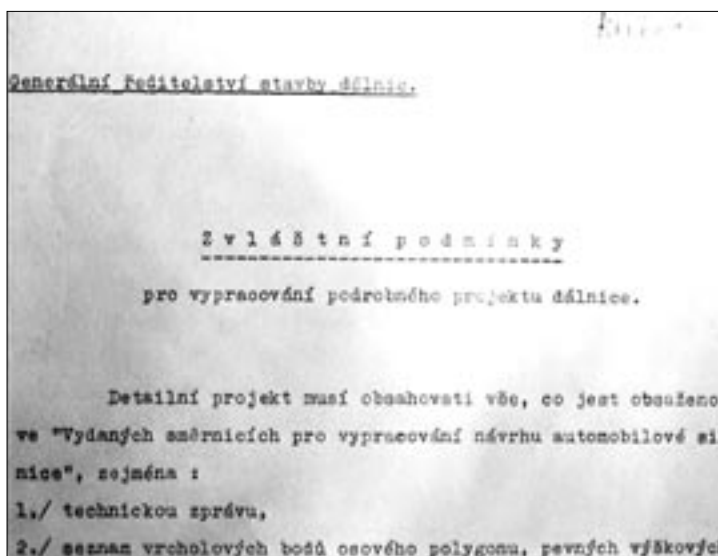 Generální ředitelství stavby dálnic.
Zvláštní podmínky
pro vypracování podrobného projektu dálnice.
Detailní projekt musí obsahovati vše, co jest obsaženo
ve "Vydaných směrnicích pro vypracování návrhu automobilové si
nice", zejména :
1./ technickou zprávu,
2./ seznam vrcholových bodů osového polygonu, pevných výškových